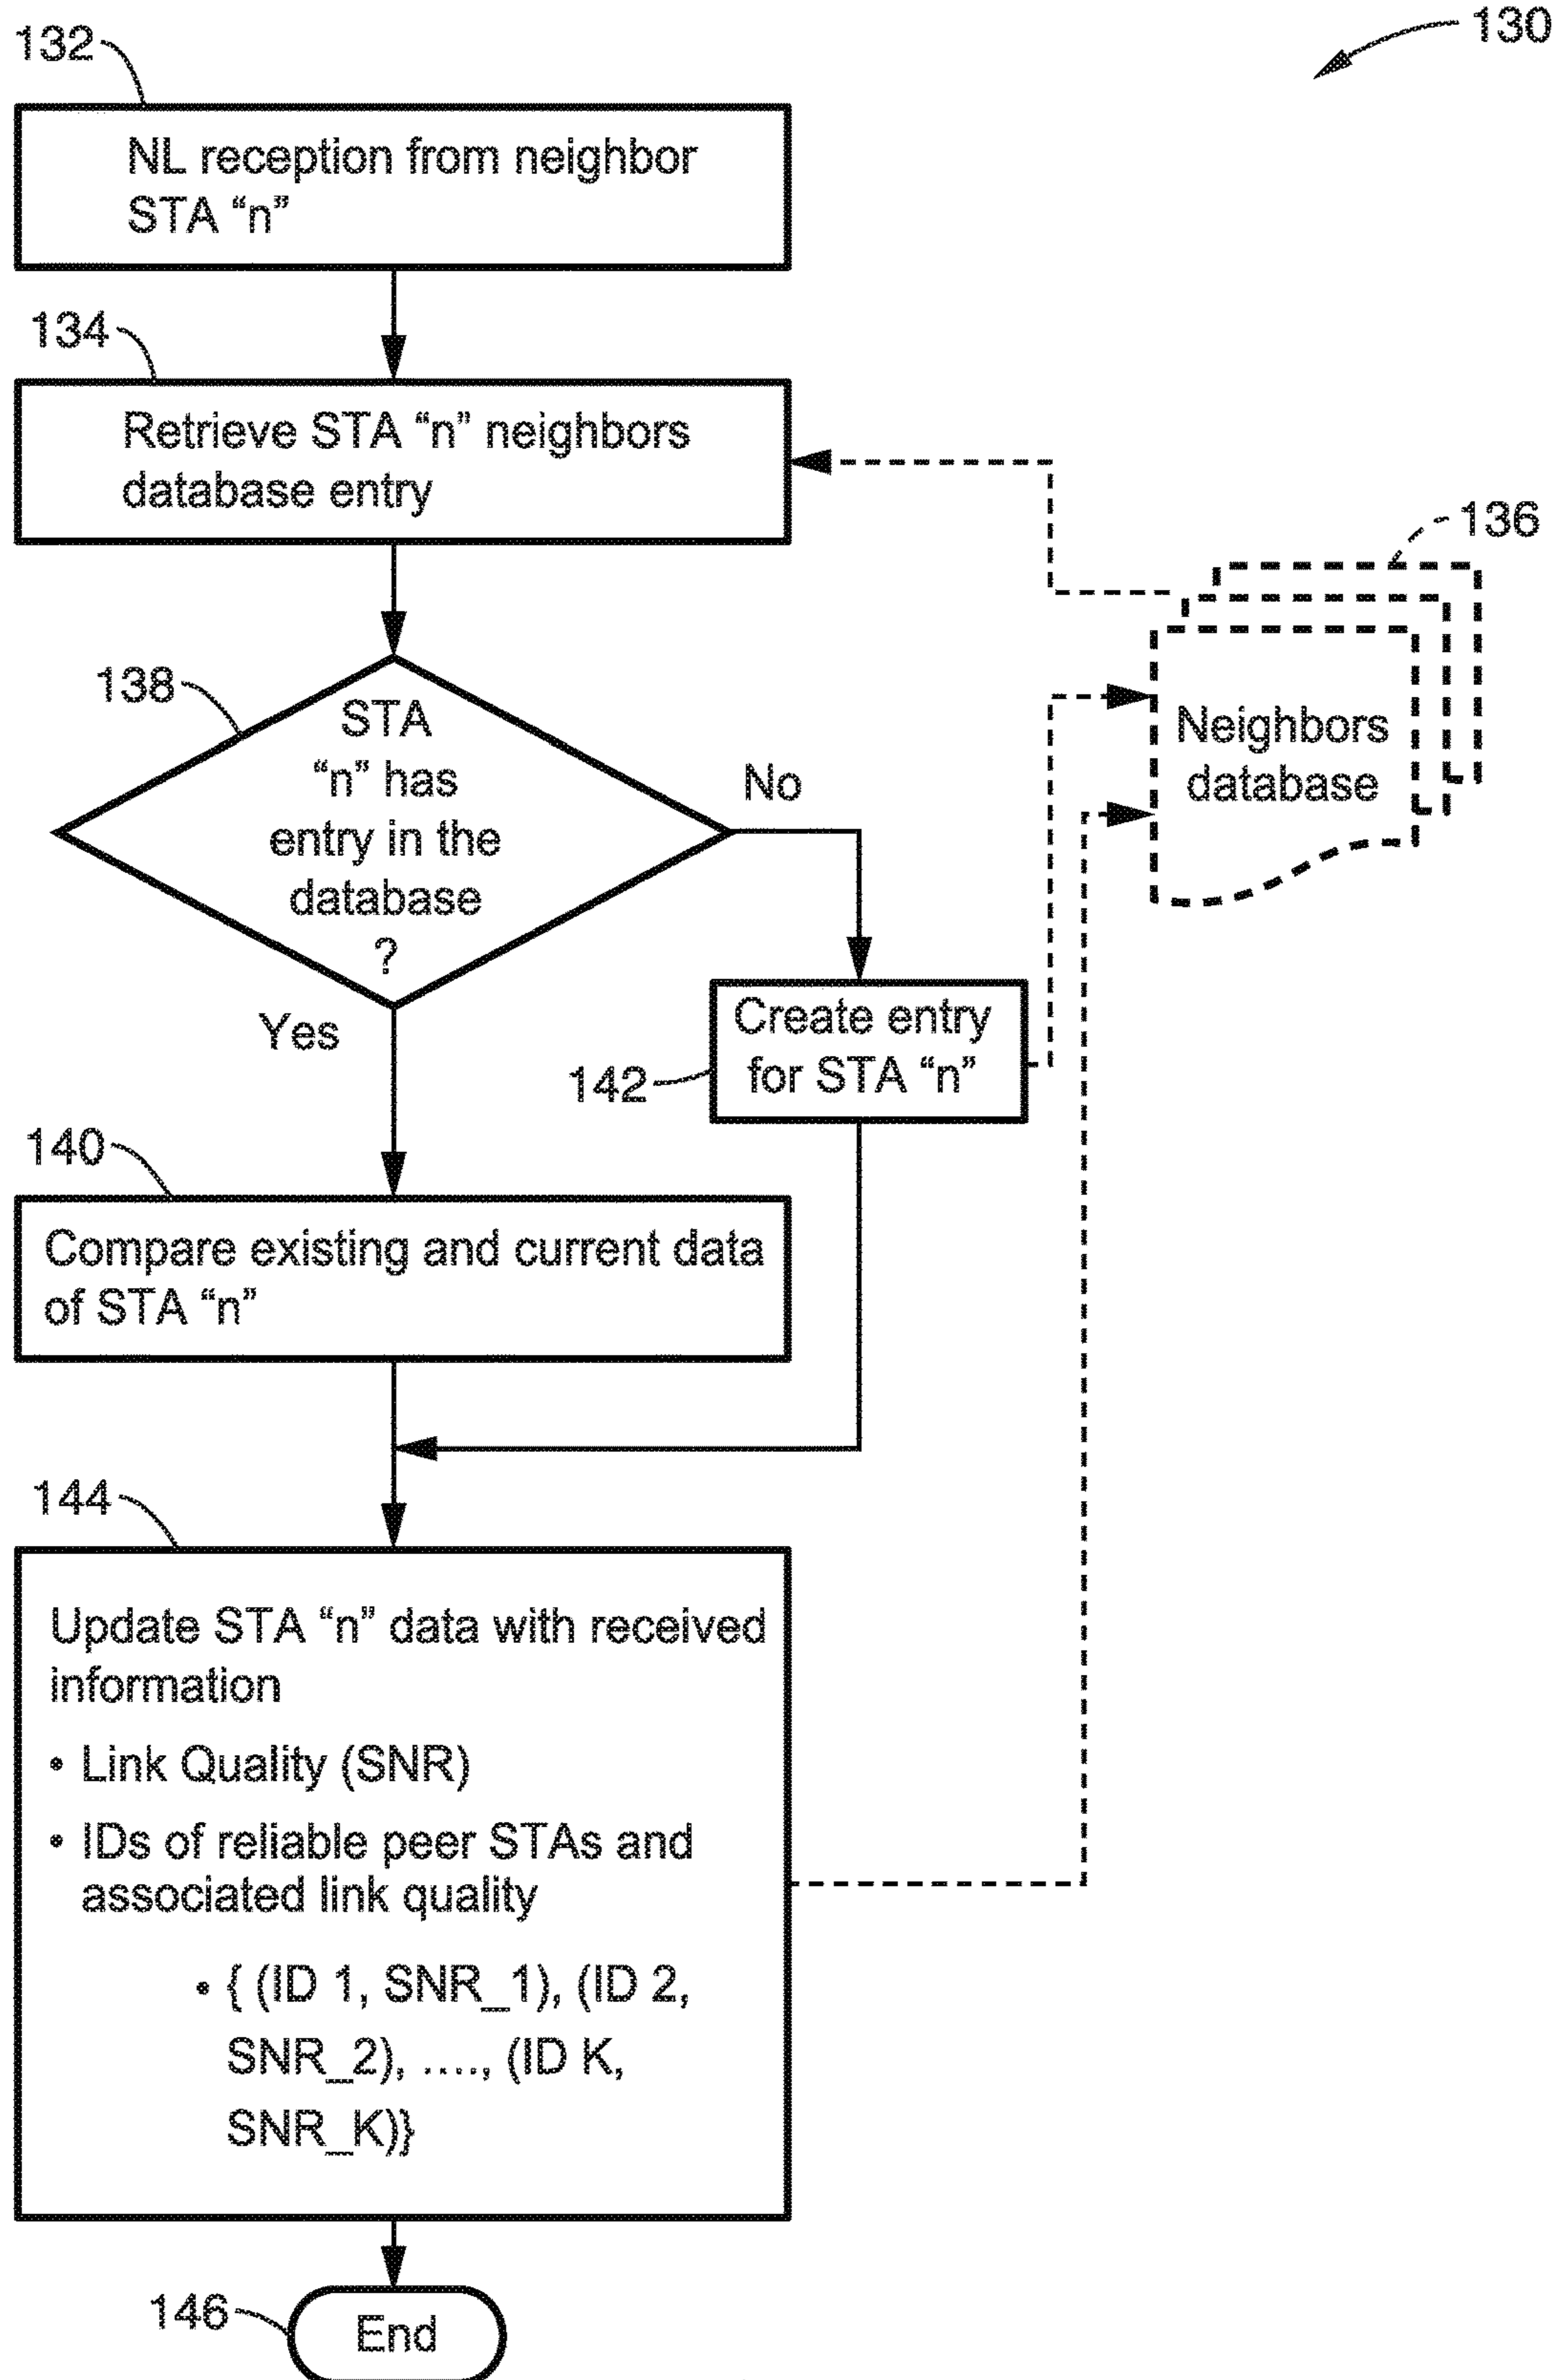 130
132
NL reception from neighbor
STA “n”
134
Retrieve STA “n” neighbors
database entry
136
Neighbors
database
138
STA
“n” has
entry in the
database
?
No
Yes
142
Create entry
for STA “n”
140
Compare existing and current data
of STA “n”
144
Update STA “n” data with received
information
• Link Quality (SNR)
• IDs of reliable peer STAs and
associated link quality
• { (ID 1, SNR_1), (ID 2,
SNR_2), ...., (ID K,
SNR_K)}
146
End